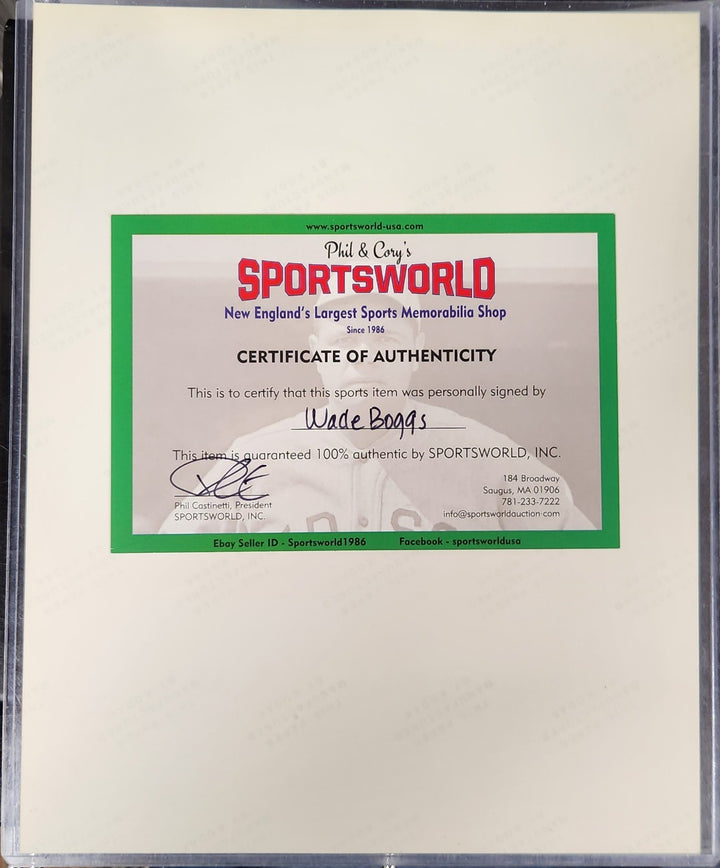 www.sportsworld-usa.com
Phil & Cory's
SPORTSWORLD
New England's Largest Sports Memorabilia Shop
Since 1986
CERTIFICATE OF AUTHENTICITY
This is to certify that this sports item was personally signed by
Wade Boggs
This item is guaranteed 100% authentic by SPORTSWORLD, INC.
Phil Castinetti, President
SPORTSWORLD, INC.
184 Broadway
Saugus, MA 01906
781-233-7222
info@sportsworldauction.com
Ebay Seller ID - Sportsworld1986 Facebook - sportsworldusa